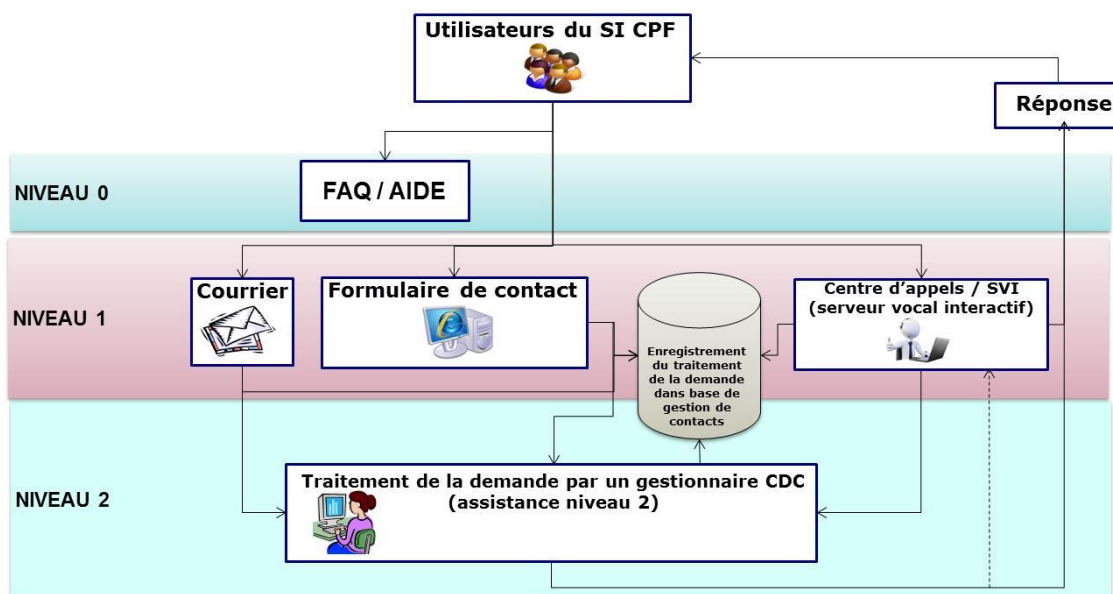 Utilisateurs du SI CPF
Réponse
NIVEAU 0
FAQ / AIDE
NIVEAU 1
Courrier
Formulaire de contact
Enregistrement
du traitement
de la demande
dans base de
gestion de
contacts
Centre d'appels / SVI
(serveur vocal interactif)
NIVEAU 2
Traitement de la demande par un gestionnaire CDC
(assistance niveau 2)